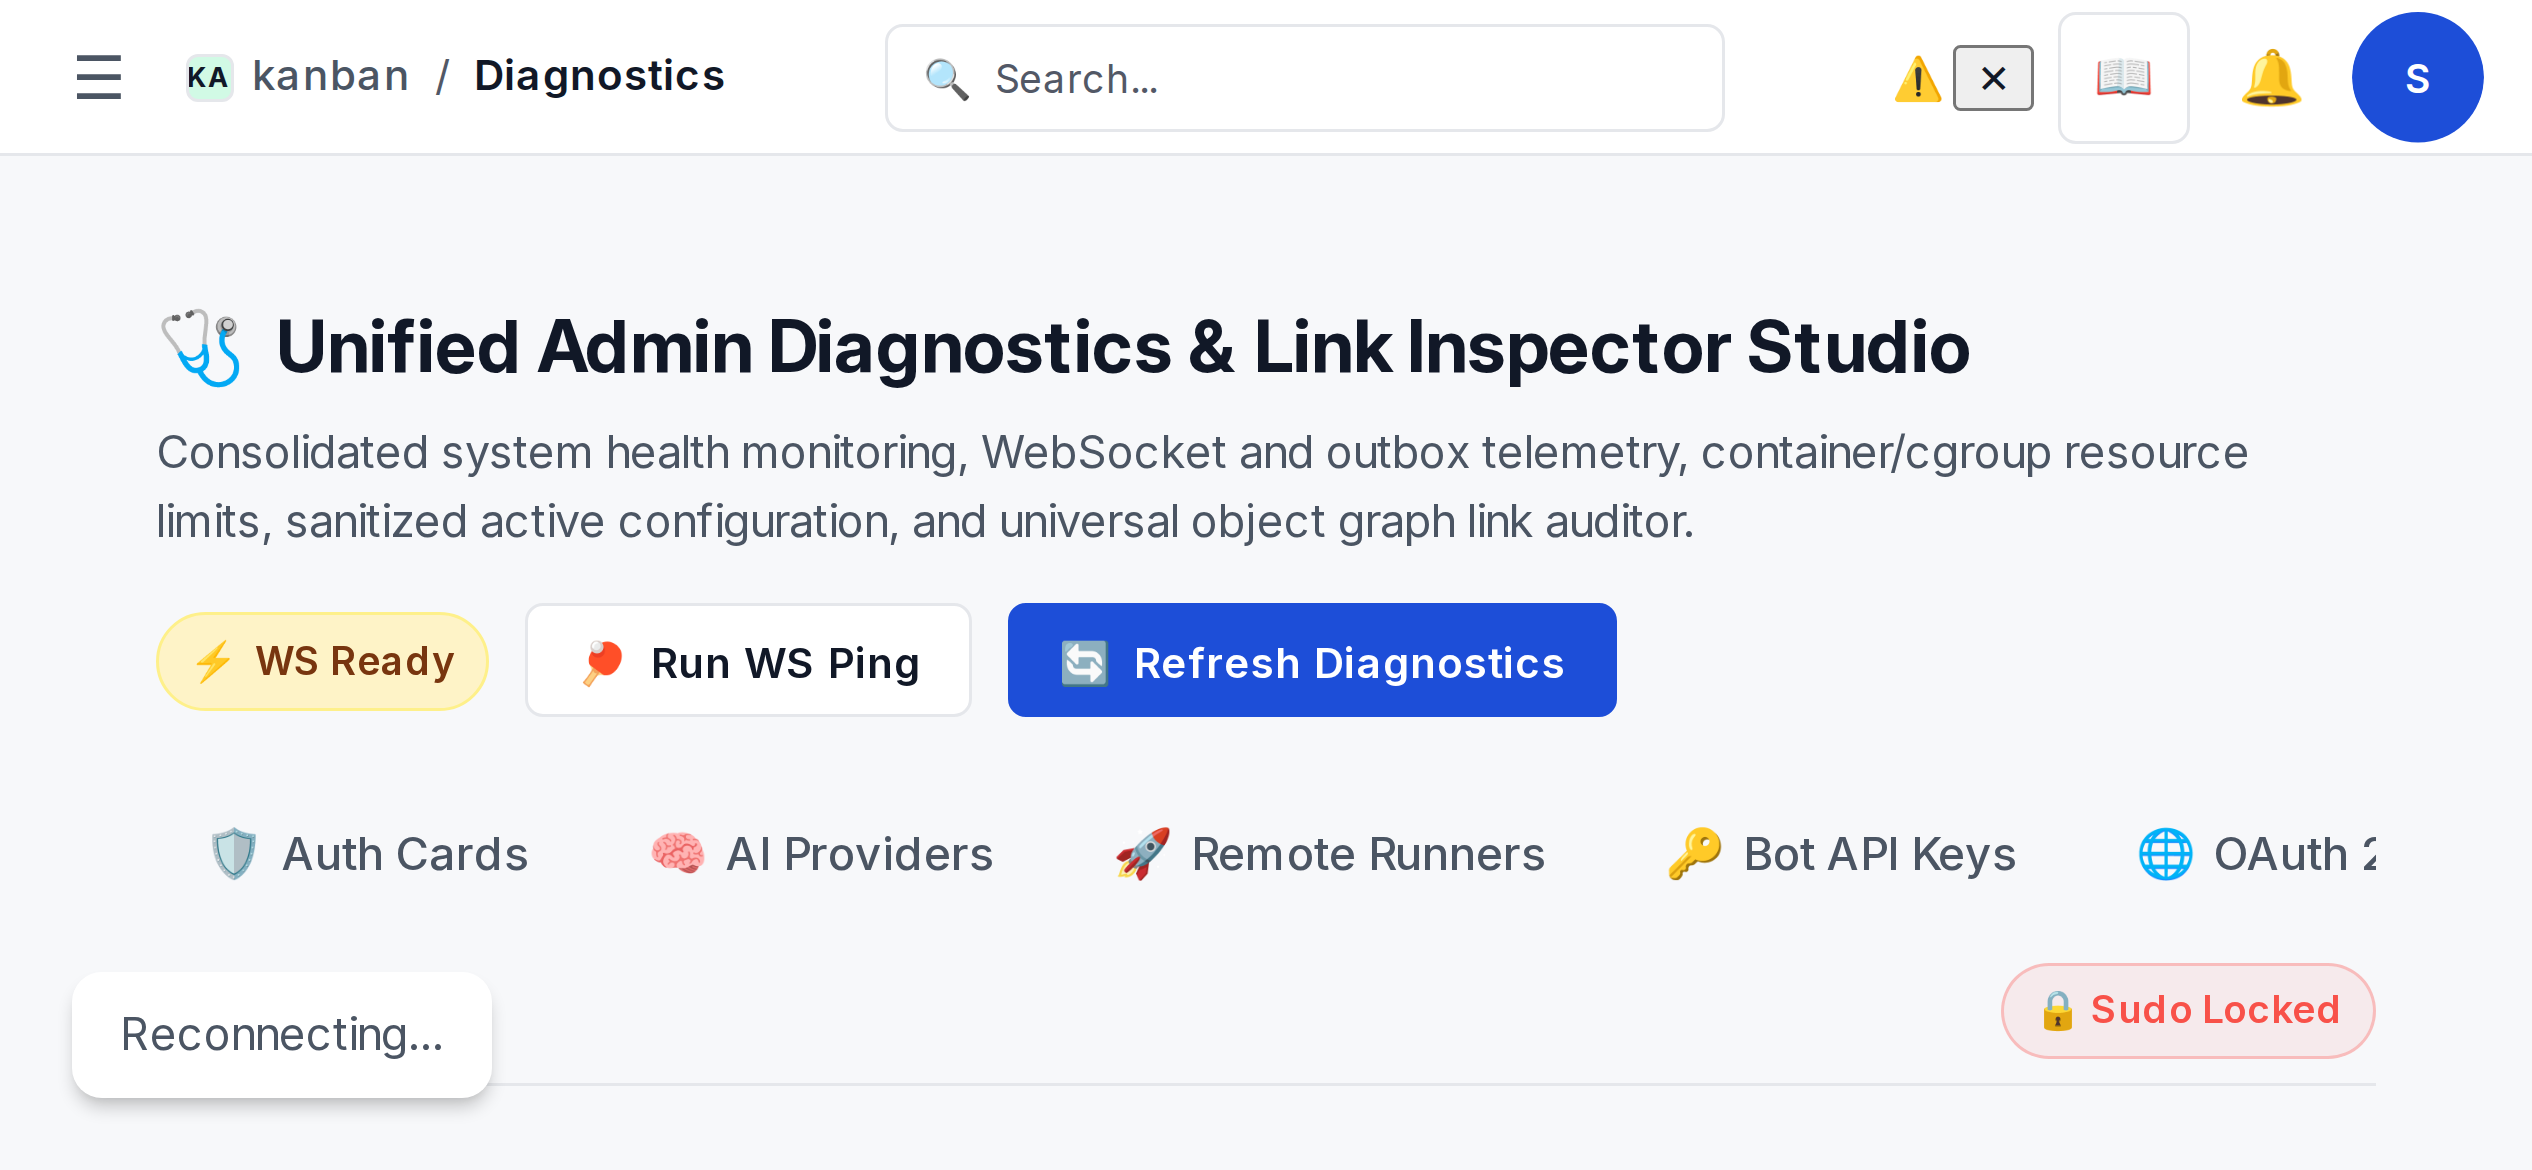 KA kanban / Diagnostics
Search...
S
Unified Admin Diagnostics & Link Inspector Studio
Consolidated system health monitoring, WebSocket and outbox telemetry, container/cgroup resource
limits, sanitized active configuration, and universal object graph link auditor.
WS Ready
Run WS Ping
Refresh Diagnostics
Auth Cards
AI Providers
Remote Runners
Bot API Keys
OAuth 2
Reconnecting...
Sudo Locked